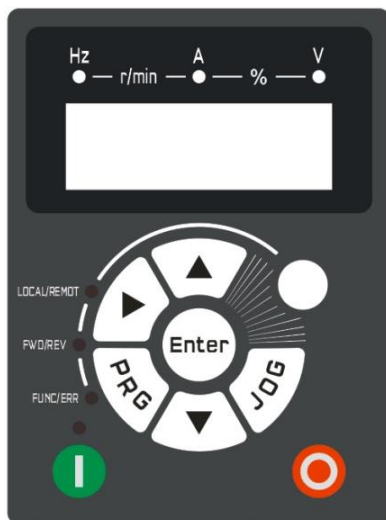 Hz A V
r/min %
LOCAL/REMOT
FWD/REV
Enter
PRG
JOG
FUNC/ERR